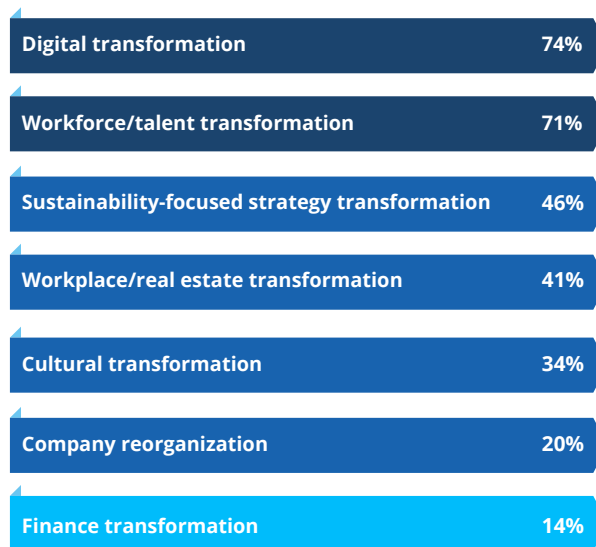 Digital transformation 74%
Workforce/talent transformation 71%
Sustainability-focused strategy transformation 46%
Workplace/real estate transformation 41%
Cultural transformation 34%
Company reorganization 20%
Finance transformation 14%